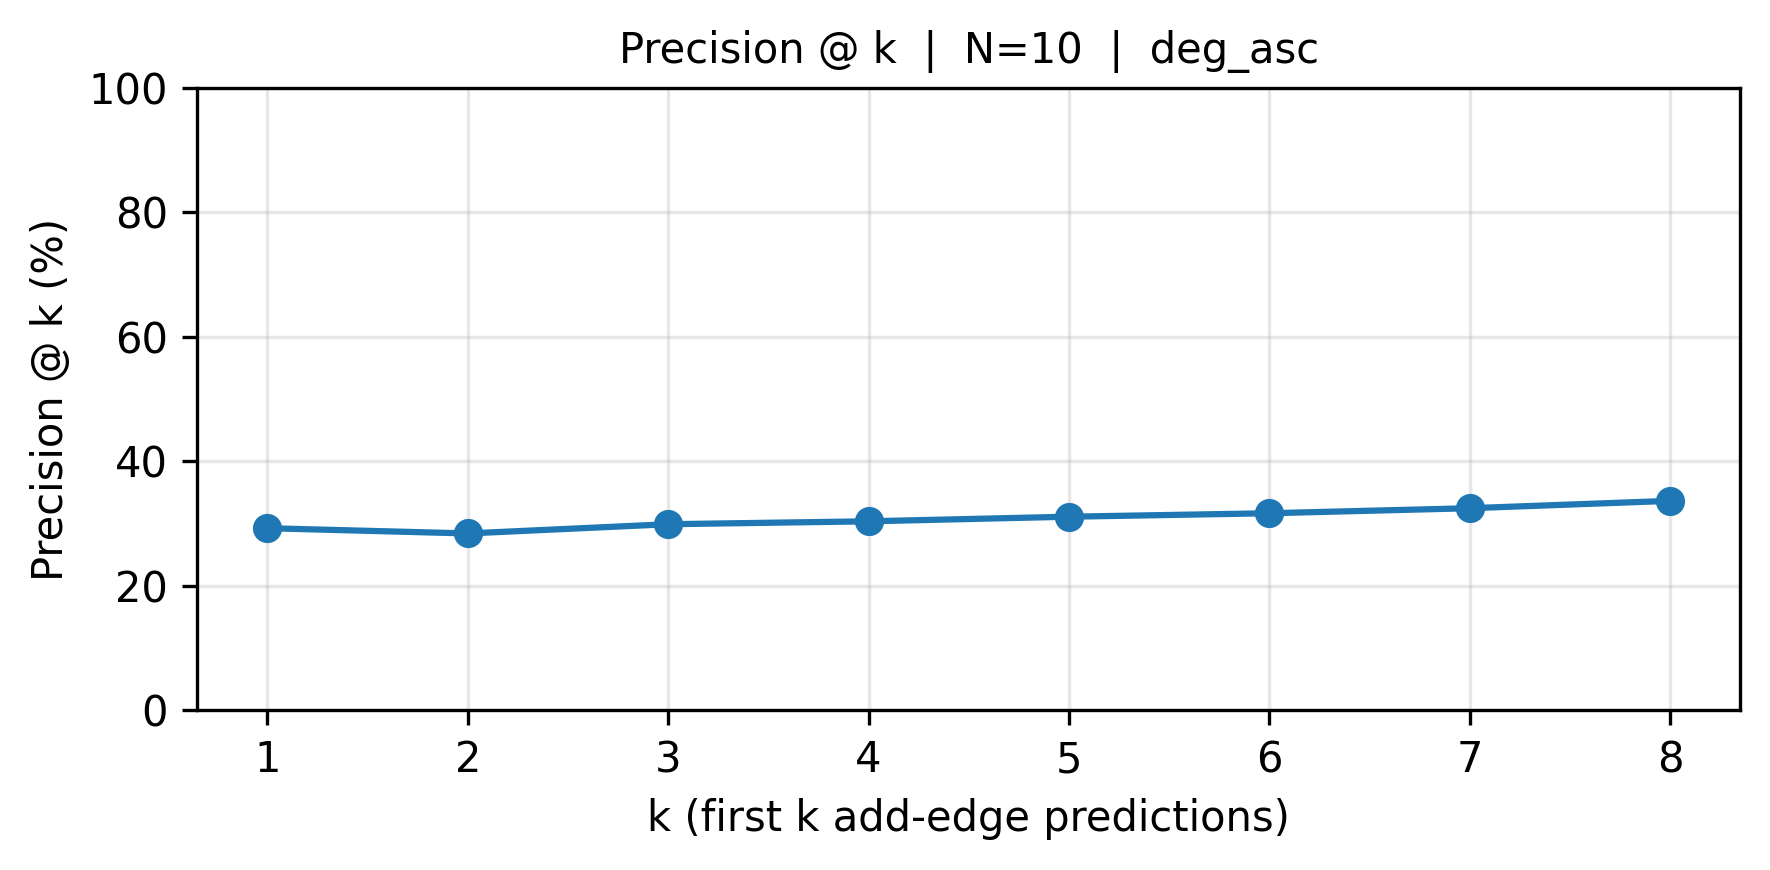 Precision @ k  |  N=10  |  deg_asc
Precision @ k (%)
100
80
60
40
20
0
1 2 3 4 5 6 7 8
k (first k add-edge predictions)